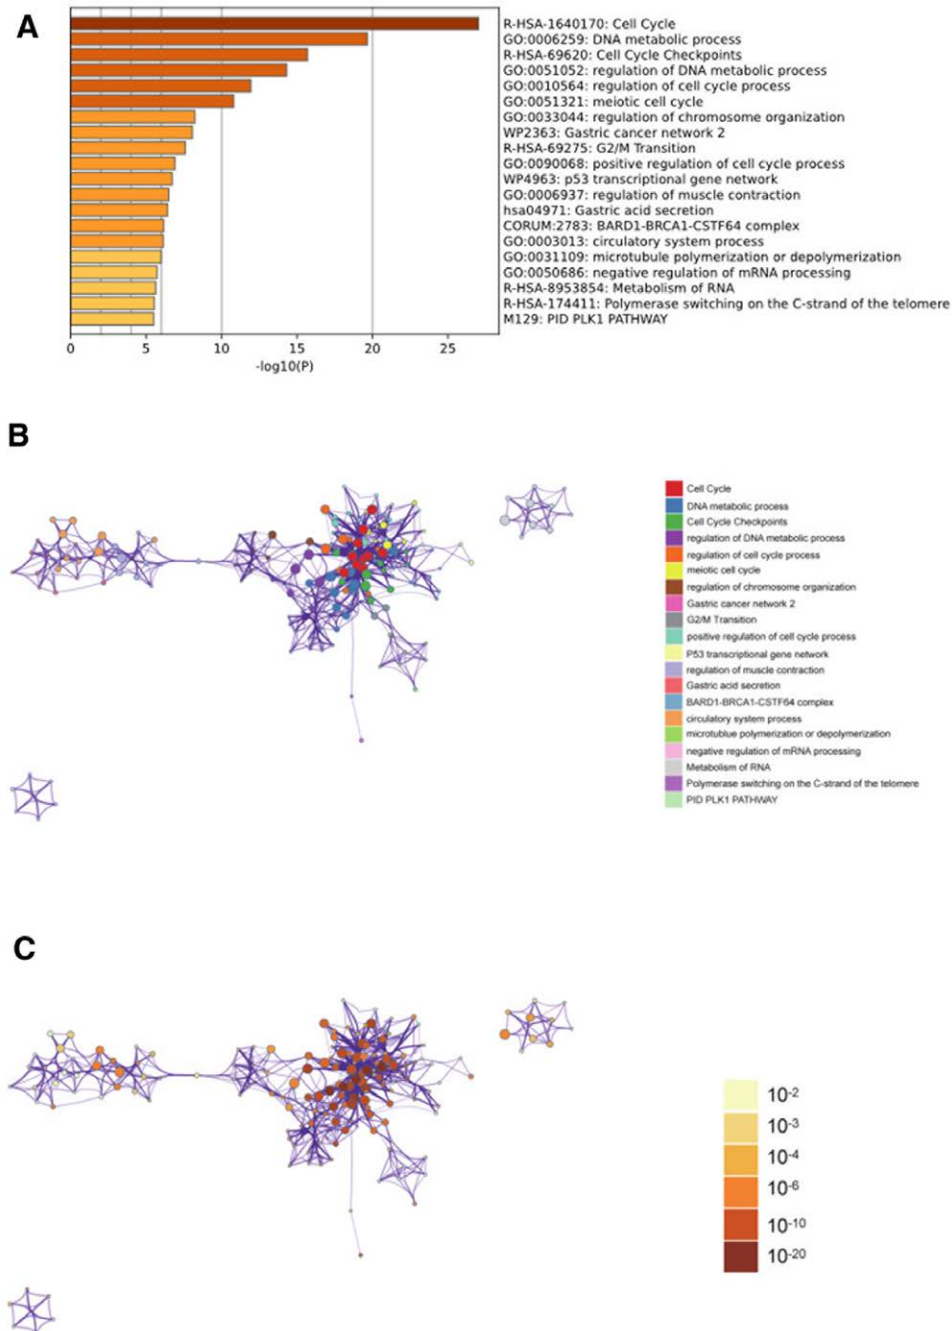 A
R-HSA-1640170: Cell Cycle
GO:0006259: DNA metabolic process
R-HSA-69620: Cell Cycle Checkpoints
GO:0051052: regulation of DNA metabolic process
GO:0010564: regulation of cell cycle process
GO:0051321: meiotic cell cycle
GO:0033044: regulation of chromosome organization
WP2363: Gastric cancer network 2
R-HSA-69275: G2/M Transition
GO:0090068: positive regulation of cell cycle process
WP4963: p53 transcriptional gene network
GO:0006937: regulation of muscle contraction
hsa04971: Gastric acid secretion
CORUM:2783: BARD1-BRCA1-CSTF64 complex
GO:0003013: circulatory system process
GO:0031109: microtubule polymerization or depolymerization
GO:0050686: negative regulation of mRNA processing
R-HSA-8953854: Metabolism of RNA
R-HSA-174411: Polymerase switching on the C-strand of the telomere
M129: PID PLK1 PATHWAY
0 5 10 15 20 25
-log10(P)
B
Cell Cycle
DNA metabolic process
Cell Cycle Checkpoints
regulation of DNA metabolic process
regulation of cell cycle process
meiotic cell cycle
regulation of chromosome organization
Gastric cancer network 2
G2/M Transition
positive regulation of cell cycle process
P53 transcriptional gene network
regulation of muscle contraction
Gastric acid secretion
BARD1-BRCA1-CSTF64 complex
circulatory system process
microtublue polymerization or depolymerization
negative regulation of mRNA processing
Metabolism of RNA
Polymerase switching on the C-strand of the telomere
PID PLK1 PATHWAY
C
10-2
10-3
10-4
10-6
10-10
10-20